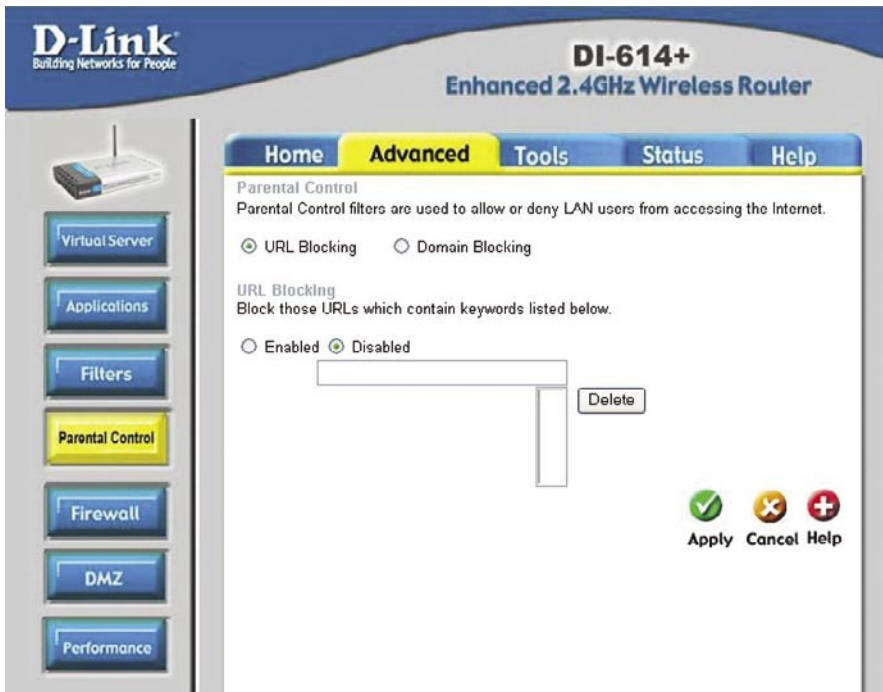 D-Link
Building Networks for People
DI-614+
Enhanced 2.4GHz Wireless Router
Home Advanced Tools Status Help
Virtual Server
Applications
Filters
Parental Control
Firewall
DMZ
Performance
Parental Control
Parental Control filters are used to allow or deny LAN users from accessing the Internet.
URL Blocking Domain Blocking
URL Blocking
Block those URLs which contain keywords listed below.
Enabled Disabled
Delete
Apply Cancel Help